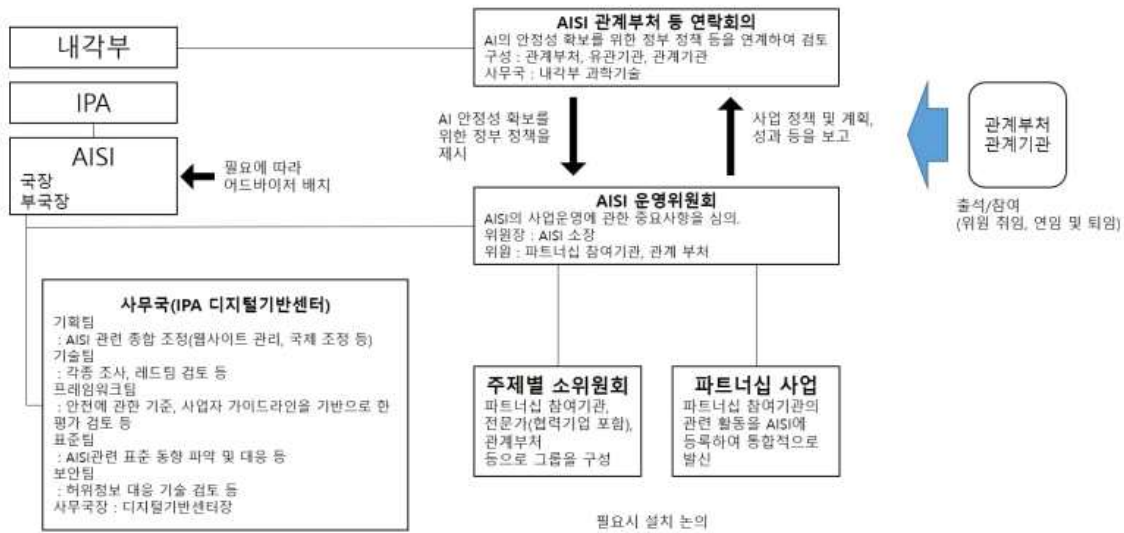 내각부
IPA
AISI
국장
부국장
필요에 따라
어드바이저 배치
AISI 관계부처 등 연락회의
AI의 안정성 확보를 위한 정부 정책 등을 연계하여 검토
구성 : 관계부처, 유관기관, 관계기관
사무국 : 내각부 과학기술
AI 안정성 확보를
위한 정부 정책을
제시
사업 정책 및 계획,
성과 등을 보고
관계부처
관계기관
출석/참여
(위원 취임, 연임 및 퇴임)
AISI 운영위원회
AISI의 사업운영에 관한 중요사항을 심의.
위원장 : AISI 소장
위원 : 파트너십 참여기관, 관계 부처
사무국(IPA 디지털기반센터)
기획팀
: AISI 관련 종합 조정(웹사이트 관리, 국제 조정 등)
기술팀
: 각종 조사, 레드팀 검토 등
프레임워크팀
: 안전에 관한 기준, 사업자 가이드라인을 기반으로 한
평가 검토 등
표준팀
: AISI관련 표준 동향 파악 및 대응 등
보안팀
: 허위정보 대응 기술 검토 등
사무국장 : 디지털기반센터장
주제별 소위원회
파트너십 참여기관,
전문가(협력기업 포함),
관계부처
등으로 그룹을 구성
파트너십 사업
파트너십 참여기관의
관련 활동을 AISI에
등록하여 통합적으로
발신
필요시 설치 논의